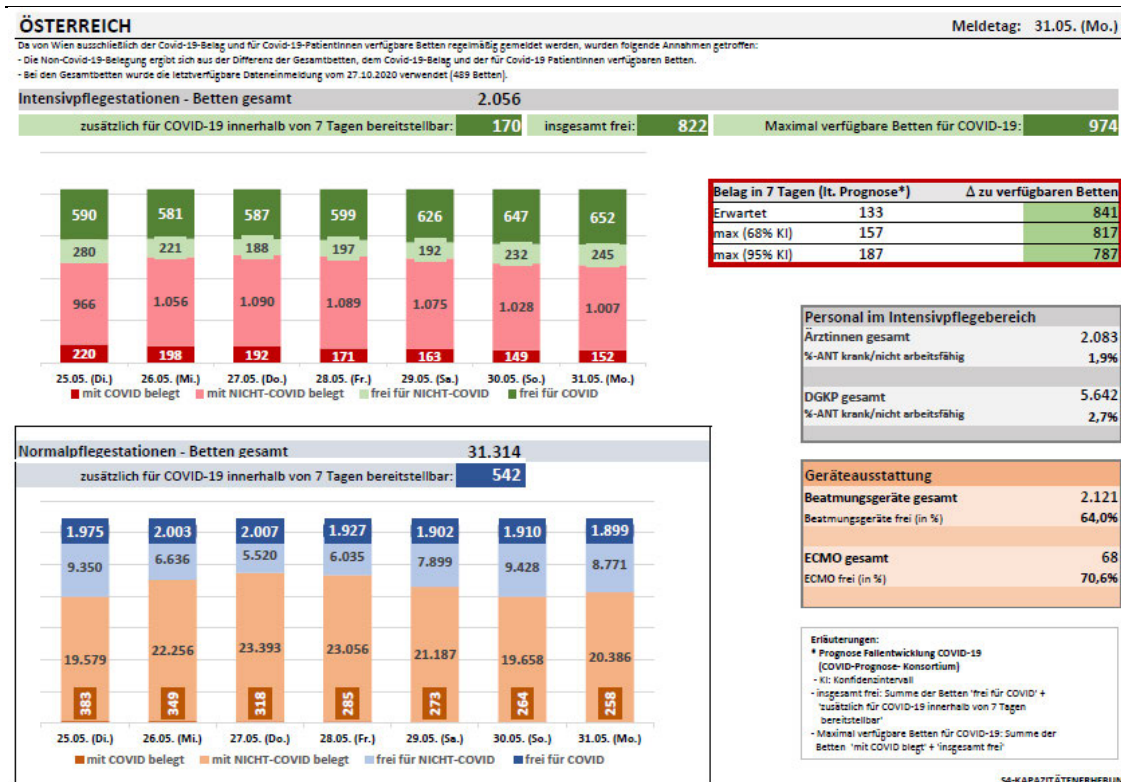 ÖSTERREICH Meldetag: 31.05. (Mo.)
Da von Wien ausschließlich der Covid-19-Belag und für Covid-19-PatientInnen verfügbare Betten regelmäßig gemeldet werden, wurden folgende Annahmen getroffen:
- Die Non-Covid-19-Belegung ergibt sich aus der Differenz der Gesamtbetten, dem Covid-19-Belag und der für Covid-19 PatientInnen verfügbaren Betten.
- Bei den Gesamtbetten wurde die letztverfügbare Dateneinmeldung vom 27.10.2020 verwendet (489 Betten).
Intensivpflegestationen - Betten gesamt 2.056
zusätzlich für COVID-19 innerhalb von 7 Tagen bereitstellbar: 170 insgesamt frei: 822 Maximal verfügbare Betten für COVID-19: 974
590 581 587 599 626 647 652
280 221 188 197 192 232 245
966 1.056 1.090 1.089 1.075 1.028 1.007
220 198 192 171 163 149 152
25.05. (Di.) 26.05. (Mi.) 27.05. (Do.) 28.05. (Fr.) 29.05. (Sa.) 30.05. (So.) 31.05. (Mo.)
mit COVID belegt mit NICHT-COVID belegt frei für NICHT-COVID frei für COVID
Belag in 7 Tagen (lt. Prognose*) Δ zu verfügbaren Betten
Erwartet 133 841
max (68% KI) 157 817
max (95% KI) 187 787
Personal im Intensivpflegebereich
Ärztinnen gesamt 2.083
%-ANT krank/nicht arbeitsfähig 1,9%
DGKP gesamt 5.642
%-ANT krank/nicht arbeitsfähig 2,7%
Normalpflegestationen - Betten gesamt 31.314
zusätzlich für COVID-19 innerhalb von 7 Tagen bereitstellbar: 542
1.975 2.003 2.007 1.927 1.902 1.910 1.899
9.350 6.636 5.520 6.035 7.899 9.428 8.771
19.579 22.256 23.393 23.056 21.187 19.658 20.386
383 349 318 285 273 264 258
25.05. (Di.) 26.05. (Mi.) 27.05. (Do.) 28.05. (Fr.) 29.05. (Sa.) 30.05. (So.) 31.05. (Mo.)
mit COVID belegt mit NICHT-COVID belegt frei für NICHT-COVID frei für COVID
Geräteausstattung
Beatmungsgeräte gesamt 2.121
Beatmungsgeräte frei (in %) 64,0%
ECMO gesamt 68
ECMO frei (in %) 70,6%
Erläuterungen:
* Prognose Fallentwicklung COVID-19
(COVID-Prognose- Konsortium)
- KI: Konfidenzintervall
- insgesamt frei: Summe der Betten 'frei für COVID' +
'zusätzlich für COVID-19 innerhalb von 7 Tagen
bereitstellbar'
- Maximal verfügbare Betten für COVID-19: Summe der
Betten 'mit COVID blegt' + 'insgesamt frei'
S4-KAPAZITÄTENERHEBUN